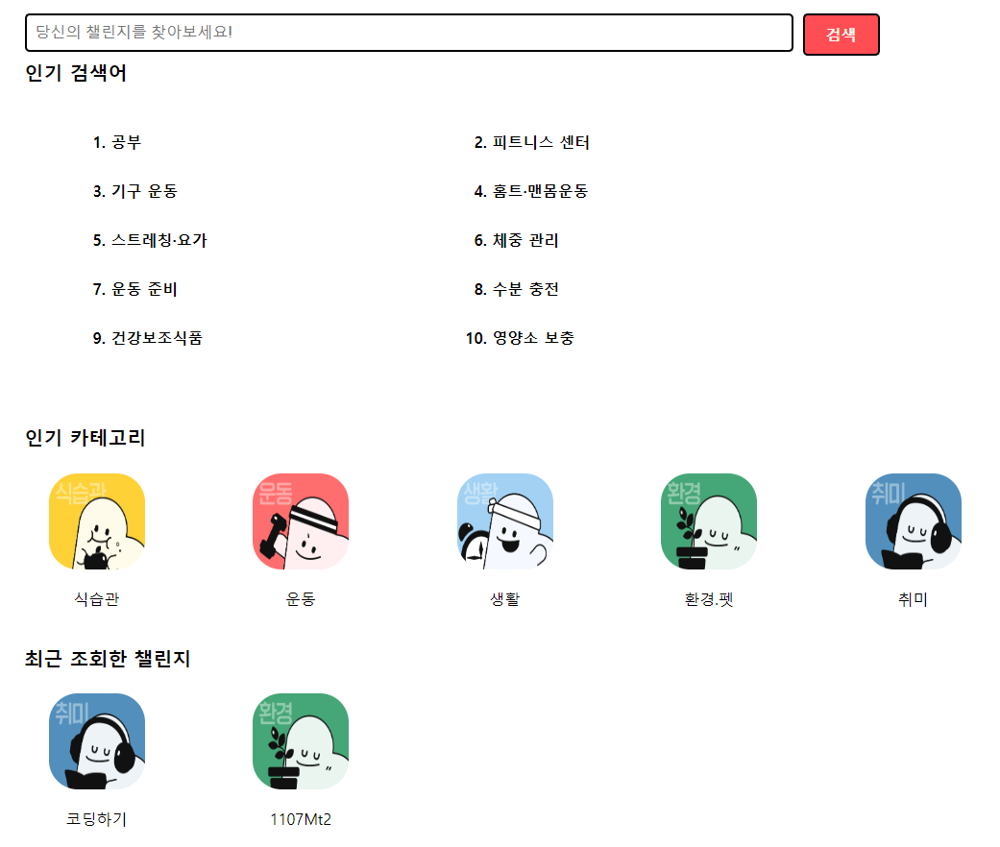 당신의 챌린지를 찾아보세요!
검색
인기 검색어
1. 공부
2. 피트니스 센터
3. 기구 운동
4. 홈트·맨몸운동
5. 스트레칭·요가
6. 체중 관리
7. 운동 준비
8. 수분 충전
9. 건강보조식품
10. 영양소 보충
인기 카테고리
식습관
운동
생활
환경
취미
식습관
운동
생활
환경.펫
취미
최근 조회한 챌린지
취미
환경
코딩하기
1107Mt2